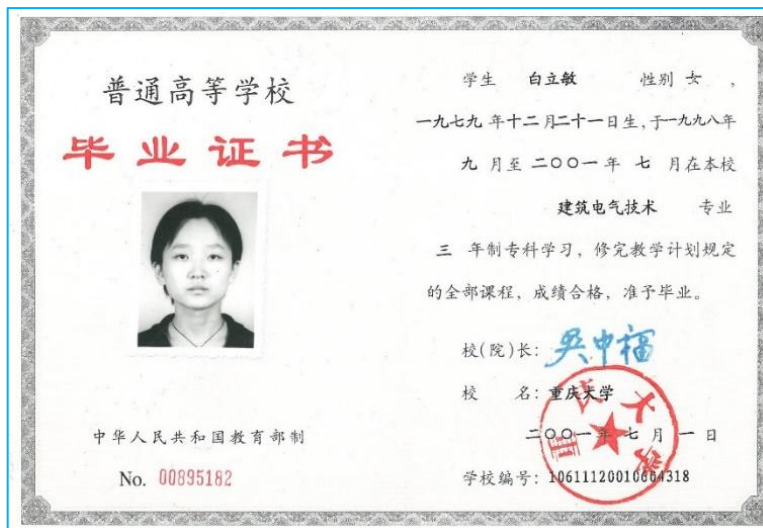 普通高等学校
毕业证书
中华人民共和国教育部制
No. 00895182
学生 白立敏 性别 女，
一九七九年十二月二十一日生，于一九九八年
九 月至 二〇〇一 年 七 月在本校
建筑电气技术 专业
三 年制专科学习，修完教学计划规定
的全部课程，成绩合格，准予毕业。
校(院)长：吴中福
校 名：重庆大学
二〇〇一年 七 月 一 日
学校编号：10611120010664318
重庆大学